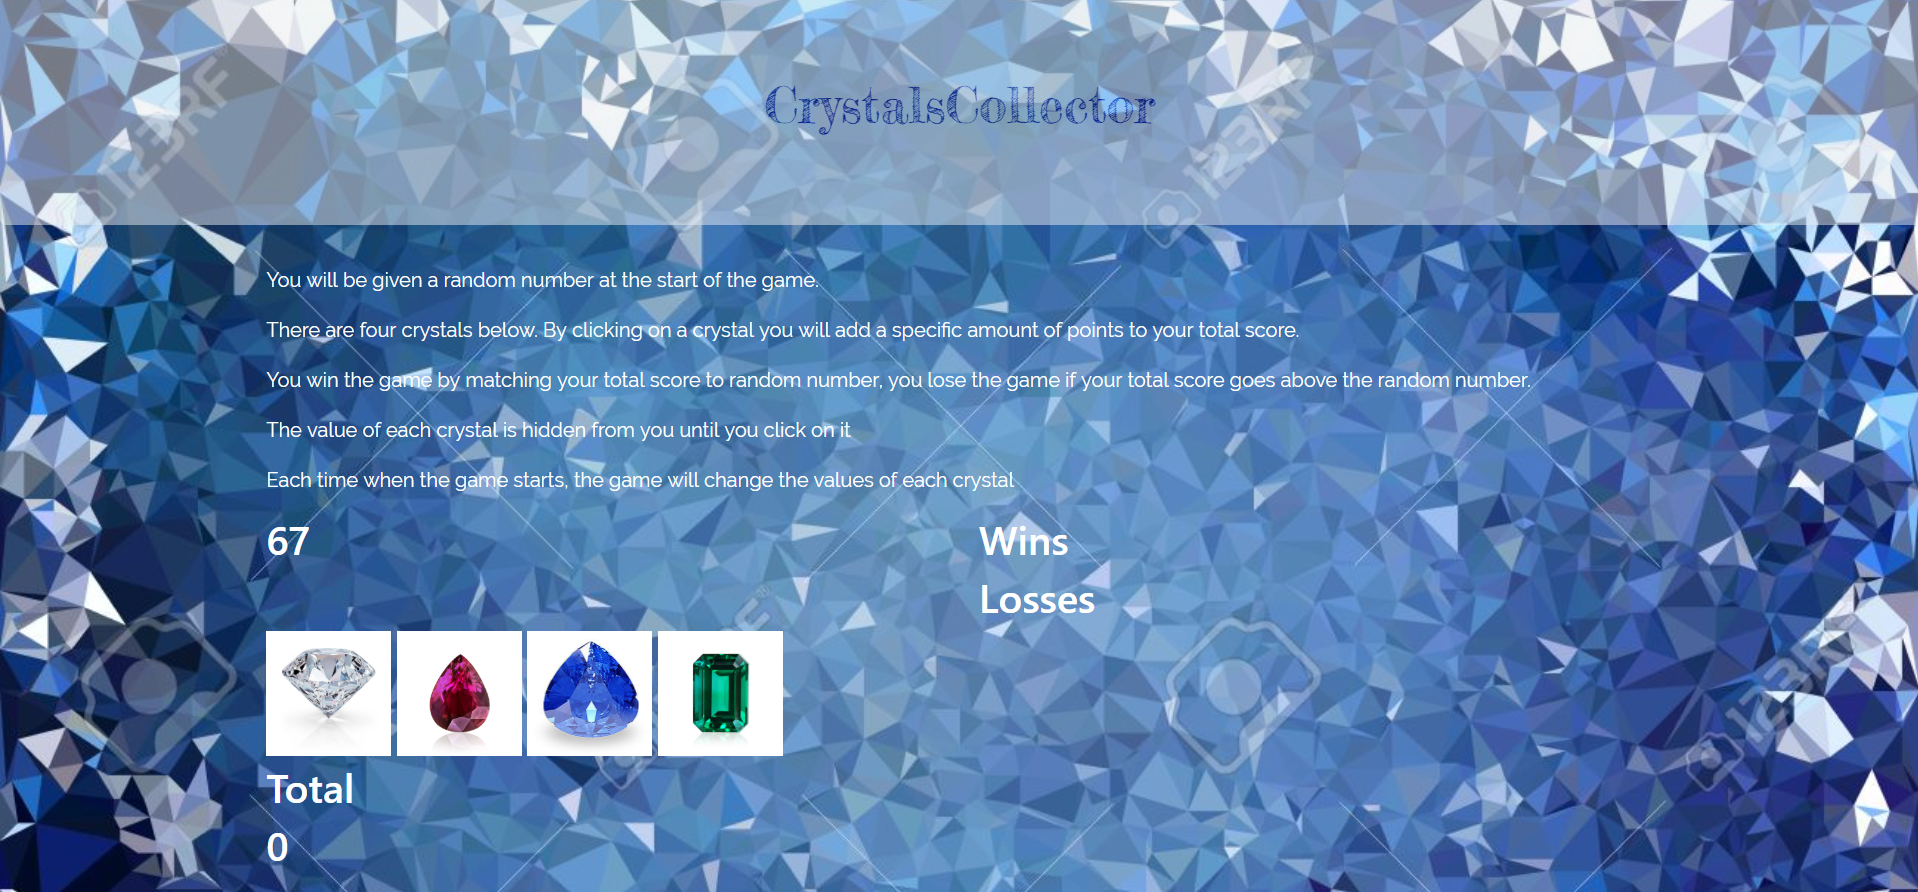 CrystalsCollector
You will be given a random number at the start of the game.
There are four crystals below. By clicking on a crystal you will add a specific amount of points to your total score.
You win the game by matching your total score to random number, you lose the game if your total score goes above the random number.
The value of each crystal is hidden from you until you click on it
Each time when the game starts, the game will change the values of each crystal
67
Wins
Losses
Total
0
123RF
123RF
123RF
123RF